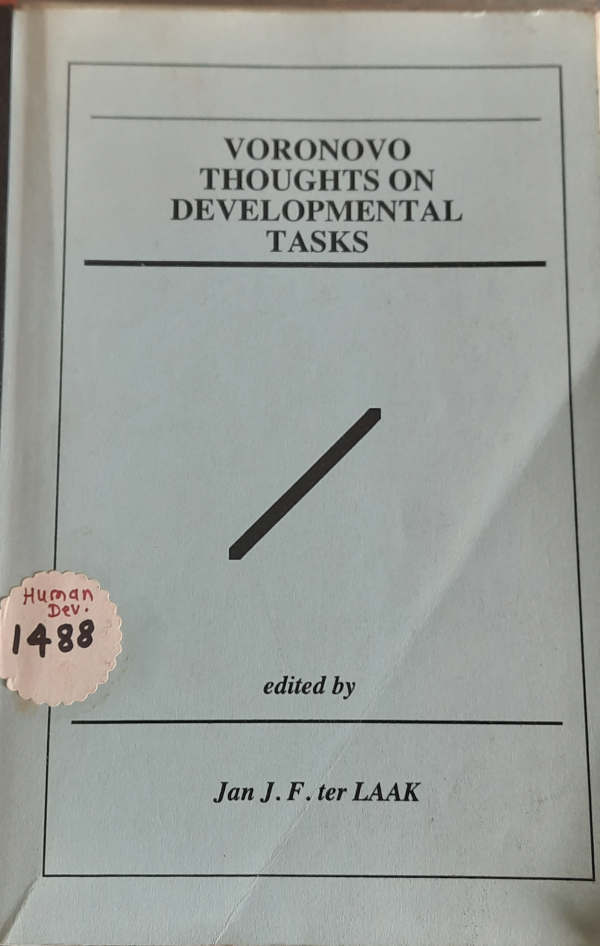 VORONOVO
THOUGHTS ON
DEVELOPMENTAL
TASKS
Human
Dev.
1488
edited by
Jan J. F. ter LAAK